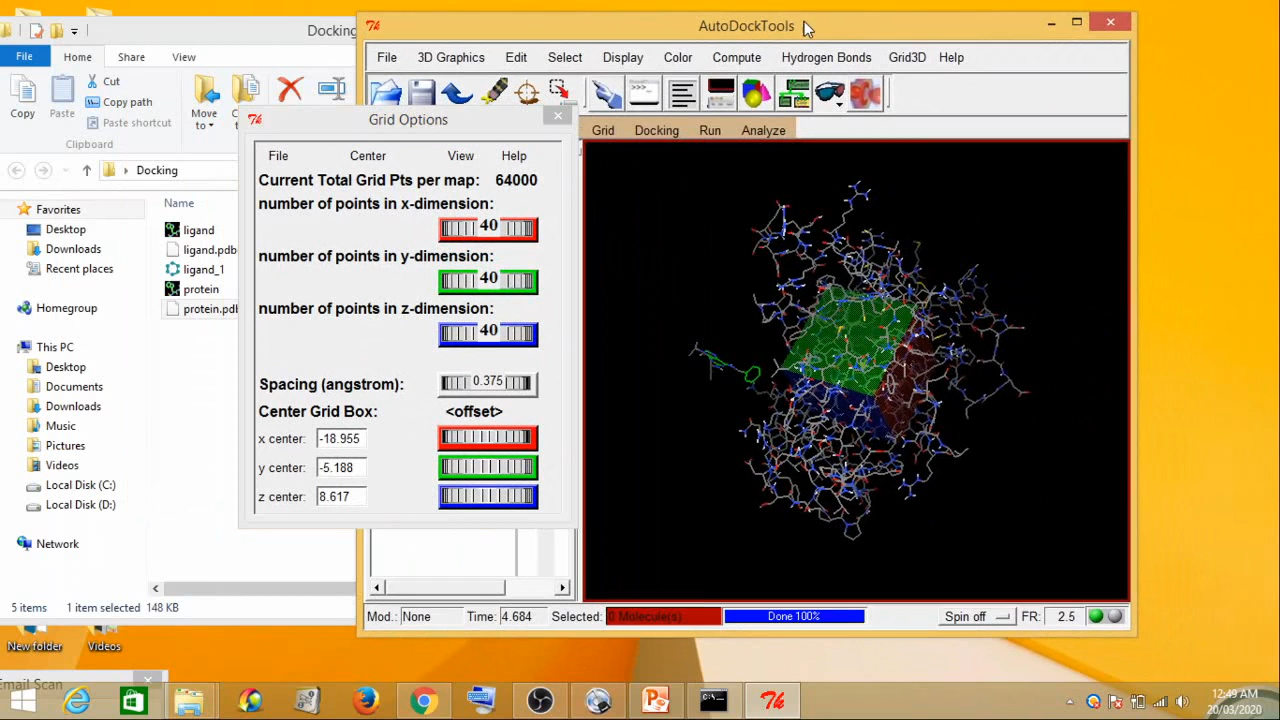 Docking
File
Home
Share
View
Copy
Paste
Cut
Copy path
Paste shortcut
Move
to
Clipboard
Docking
Favorites
Desktop
Downloads
Recent places
Homegroup
This PC
Desktop
Documents
Downloads
Music
Pictures
Videos
Local Disk (C:)
Local Disk (D:)
Network
Name
ligand
ligand.pdb
ligand_1
protein
protein.pdb
5 items
1 item selected 148 KB
AutoDockTools
File
3D Graphics
Edit
Select
Display
Color
Compute
Hydrogen Bonds
Grid3D
Help
Grid
Docking
Run
Analyze
Grid Options
File
Center
View
Help
Current Total Grid Pts per map: 64000
number of points in x-dimension:
40
number of points in y-dimension:
40
number of points in z-dimension:
40
Spacing (angstrom): 0.375
Center Grid Box: <offset>
x center: -18.955
y center: -5.188
z center: 8.617
Mod.: None
Time: 4.684
Selected: 0 Molecule(s)
Done 100%
Spin off
FR: 2.5
New folder
Videos
Email Scan
12:49 AM
20/03/2020